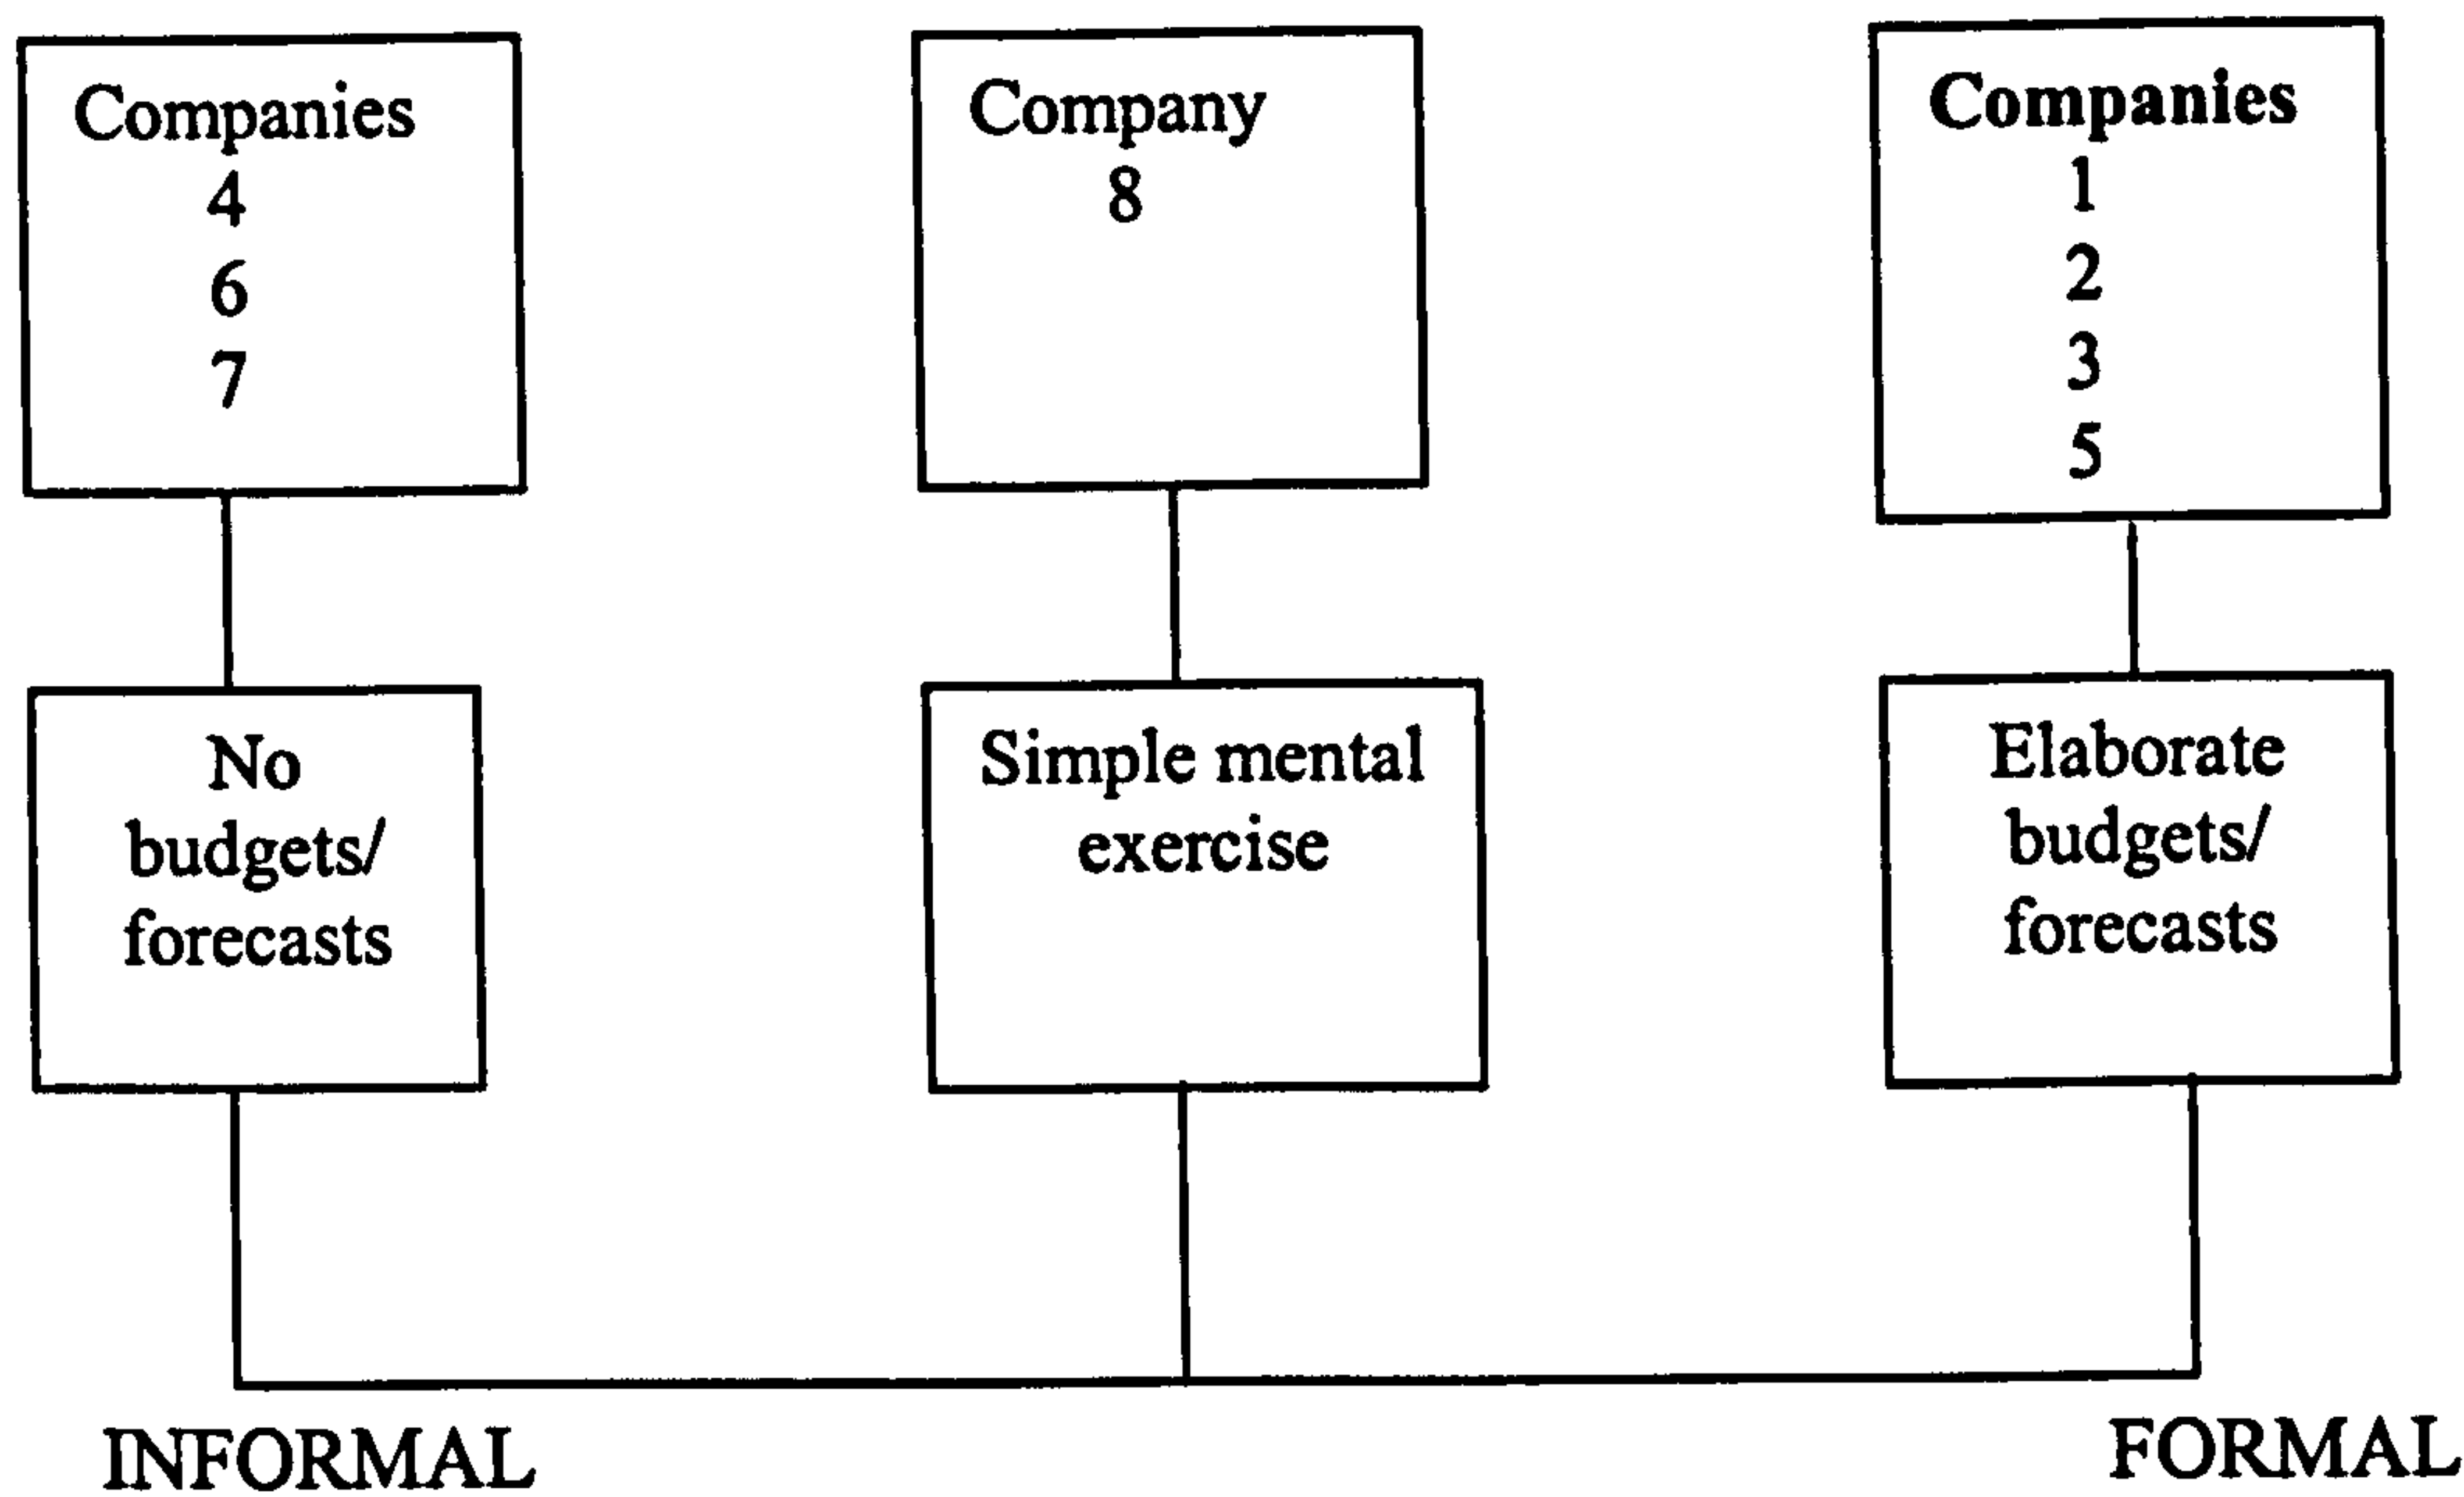 Companies
4
6
7
Company
8
Companies
1
2
3
5
No
budgets/
forecasts
Simple mental
exercise
Elaborate
budgets/
forecasts
INFORMAL
FORMAL